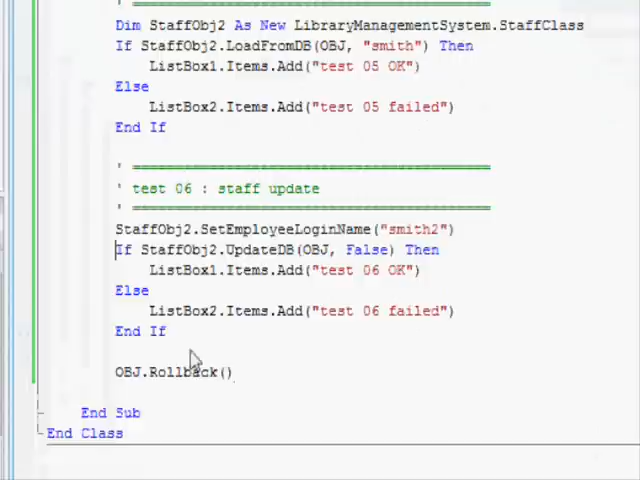 ' ==========================================
Dim StaffObj2 As New LibraryManagementSystem.StaffClass
If StaffObj2.LoadFromDB(OBJ, "smith") Then
ListBox1.Items.Add("test 05 OK")
Else
ListBox2.Items.Add("test 05 failed")
End If
' ==========================================
' test 06 : staff update
' ==========================================
StaffObj2.SetEmployeeLoginName("smith2")
If StaffObj2.UpdateDB(OBJ, False) Then
ListBox1.Items.Add("test 06 OK")
Else
ListBox2.Items.Add("test 06 failed")
End If
OBJ.Rollback()
End Sub
End Class